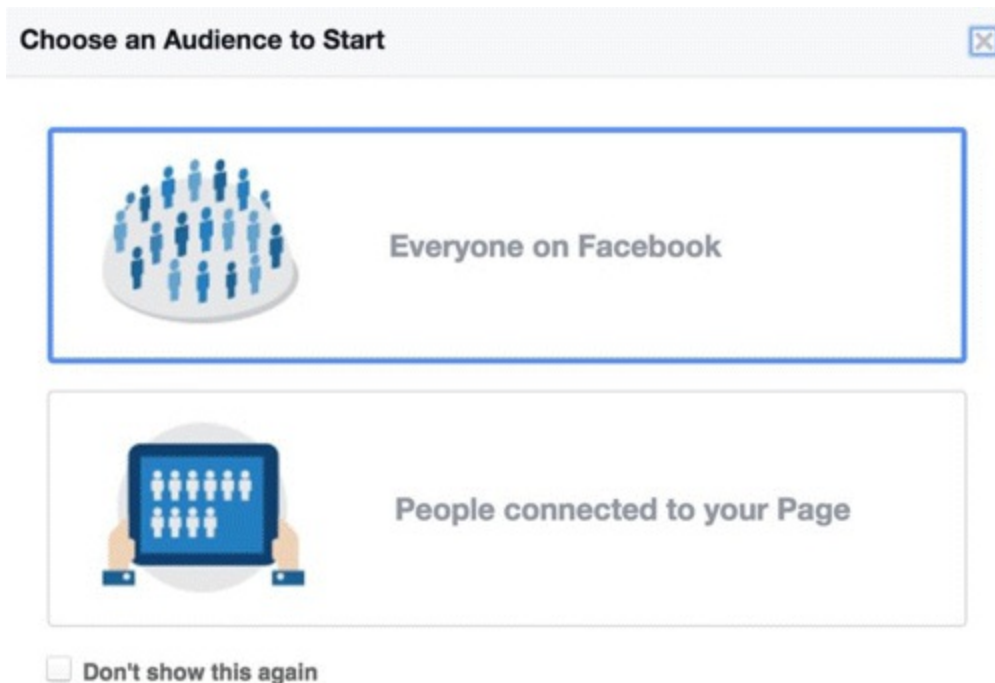 Choose an Audience to Start
Everyone on Facebook
People connected to your Page
Don't show this again